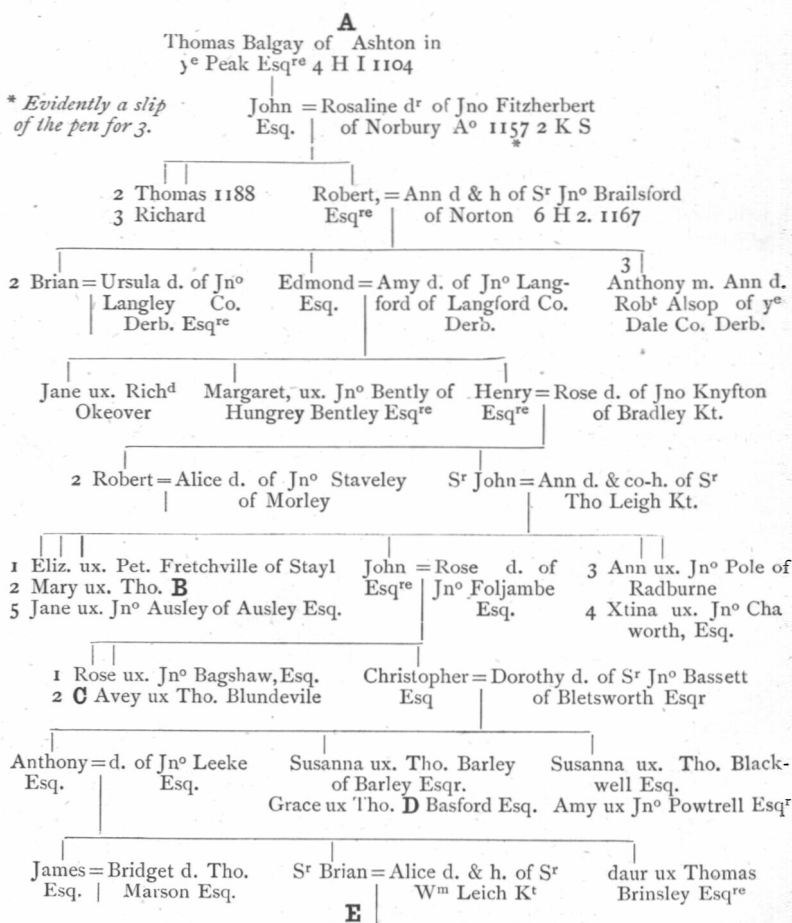 A
Thomas Balgay of Ashton in
yᵉ Peak Esqʳᵉ 4 H I 1104
* Evidently a slip
of the pen for 3.
John = Rosaline dʳ of Jno Fitzherbert
Esq. of Norbury Aº 1157 2 K S
*
2 Thomas 1188
3 Richard
Robert, = Ann d & h of Sʳ Jnº Brailsford
Esqʳᵉ of Norton 6 H 2. 1167
2 Brian = Ursula d. of Jnº
Langley Co.
Derb. Esqʳᵉ
Edmond = Amy d. of Jnº Lang-
Esq. ford of Langford Co.
Derb.
3
Anthony m. Ann d.
Robᵗ Alsop of yᵉ
Dale Co. Derb.
Jane ux. Richᵈ
Okeover
Margaret, ux. Jnº Bently of
Hungrey Bentley Esqʳᵉ
Henry = Rose d. of Jno Knyfton
Esqʳᵉ of Bradley Kt.
2 Robert = Alice d. of Jnº Staveley
of Morley
Sʳ John = Ann d. & co-h. of Sʳ
Tho Leigh Kt.
1 Eliz. ux. Pet. Fretchville of Stayl
2 Mary ux. Tho. B
5 Jane ux. Jnº Ausley of Ausley Esq.
John = Rose d. of
Esqʳᵉ Jnº Foljambe
Esq.
3 Ann ux. Jnº Pole of
Radburne
4 Xtina ux. Jnº Cha
worth, Esq.
1 Rose ux. Jnº Bagshaw, Esq.
2 C Avey ux Tho. Blundevile
Christopher = Dorothy d. of Sʳ Jnº Bassett
Esq of Bletsworth Esqr
Anthony = d. of Jnº Leeke
Esq. Esq.
Susanna ux. Tho. Barley
of Barley Esqr.
Grace ux Tho. D Basford Esq.
Susanna ux. Tho. Black-
well Esq.
Amy ux Jnº Powtrell Esqʳ
James = Bridget d. Tho.
Esq. Marson Esq.
Sʳ Brian = Alice d. & h. of Sʳ
Wᵐ Leich Kᵗ
daur ux Thomas
Brinsley Esqʳᵉ
E